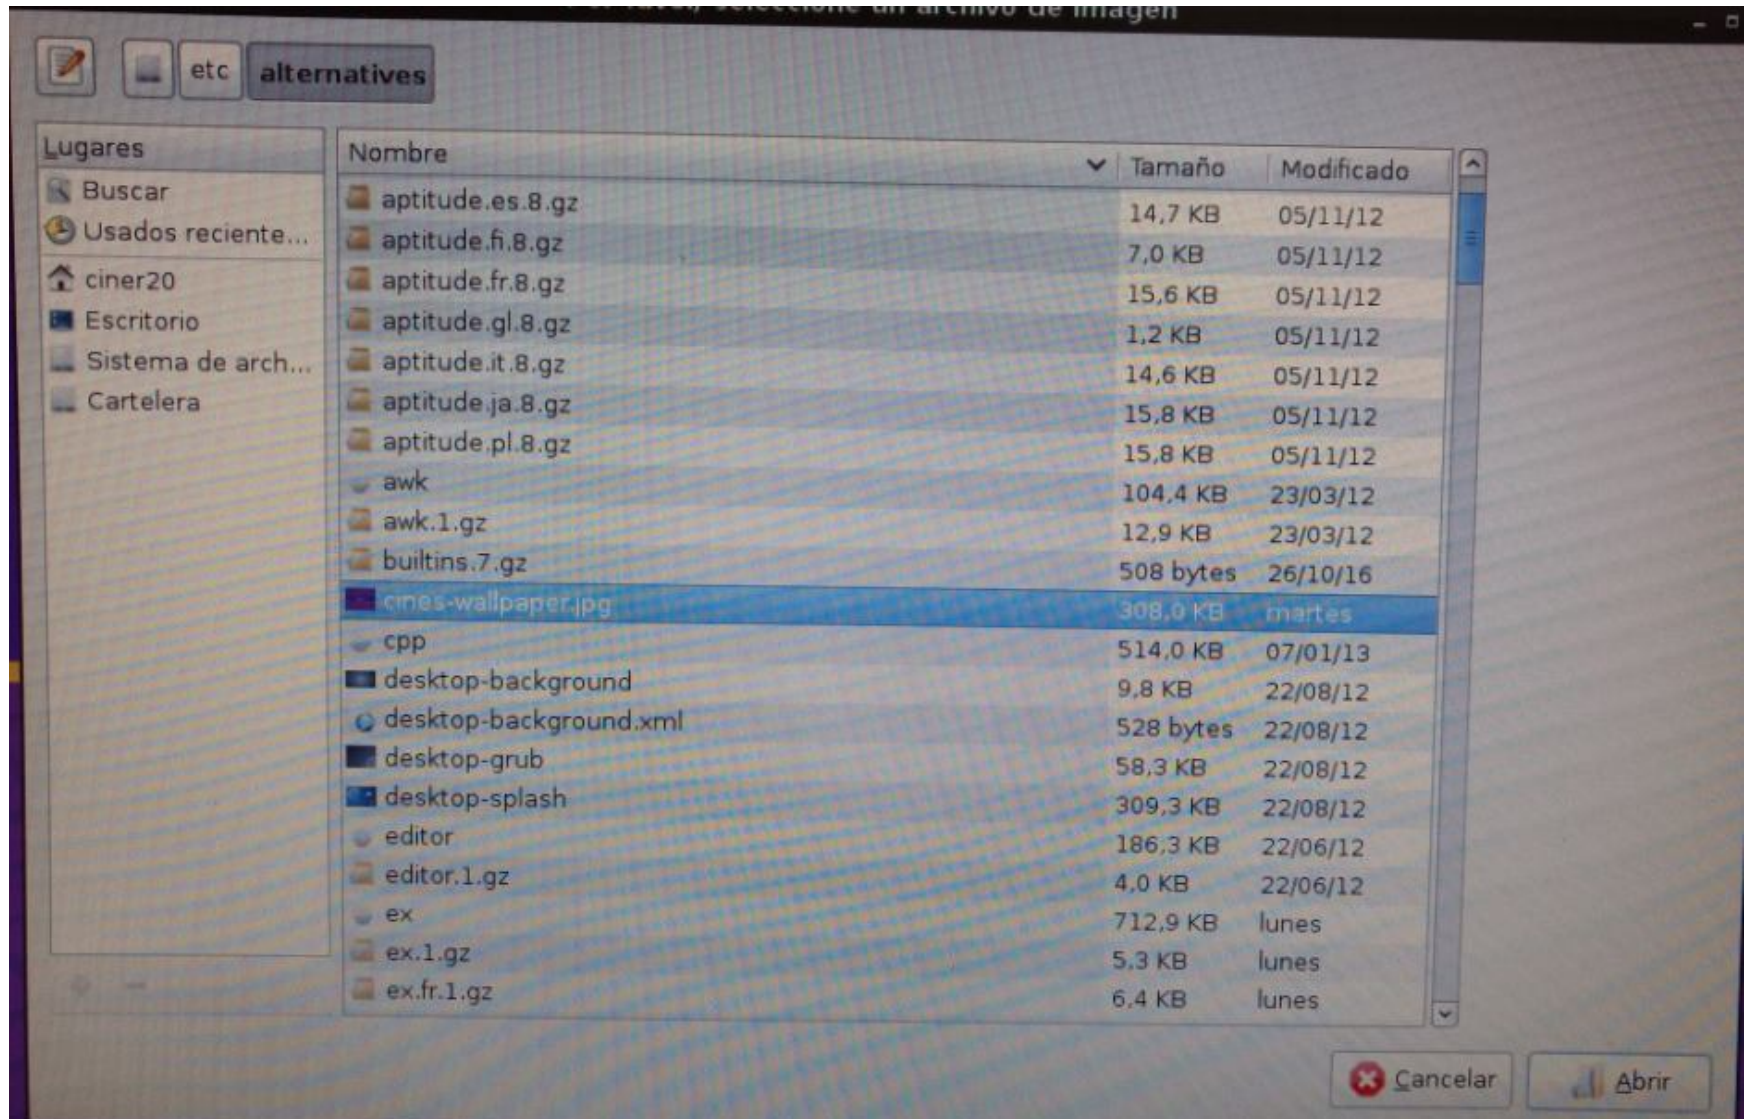 seleccione un archivo de imagen
etc alternatives
Lugares
Buscar
Usados reciente...
ciner20
Escritorio
Sistema de arch...
Cartelera
Nombre Tamaño Modificado
aptitude.es.8.gz 14,7 KB 05/11/12
aptitude.fi.8.gz 7,0 KB 05/11/12
aptitude.fr.8.gz 15,6 KB 05/11/12
aptitude.gl.8.gz 1,2 KB 05/11/12
aptitude.it.8.gz 14,6 KB 05/11/12
aptitude.ja.8.gz 15,8 KB 05/11/12
aptitude.pl.8.gz 15,8 KB 05/11/12
awk 104,4 KB 23/03/12
awk.1.gz 12,9 KB 23/03/12
builtins.7.gz 508 bytes 26/10/16
cines-wallpaper.jpg 308,0 KB martes
cpp 514,0 KB 07/01/13
desktop-background 9,8 KB 22/08/12
desktop-background.xml 528 bytes 22/08/12
desktop-grub 58,3 KB 22/08/12
desktop-splash 309,3 KB 22/08/12
editor 186,3 KB 22/06/12
editor.1.gz 4,0 KB 22/06/12
ex 712,9 KB lunes
ex.1.gz 5,3 KB lunes
ex.fr.1.gz 6,4 KB lunes
Cancelar Abrir